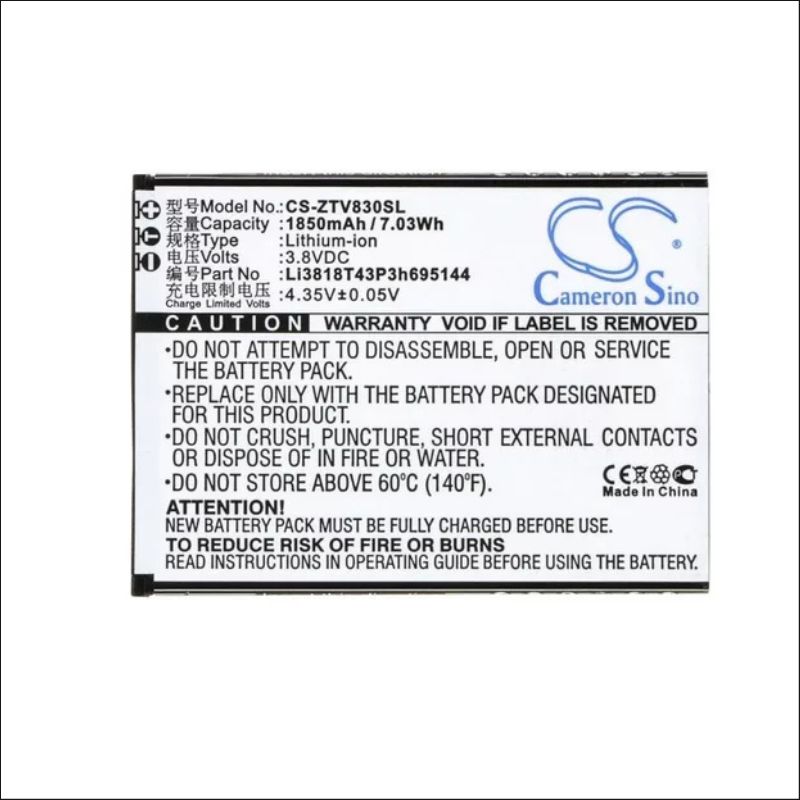 型号Model No.: CS-ZTV830SL
容量Capacity: 1850mAh / 7.03Wh
类型Type: Lithium-ion
电压Volts: 3.8VDC
组号Part No: Li3818T43P3h695144
充电限制电压: 4.35V±0.05V
Charge Limited Volts
CS
Cameron Sino
CAUTION WARRANTY VOID IF LABEL IS REMOVED!
•DO NOT ATTEMPT TO DISASSEMBLE, OPEN OR SERVICE
THE BATTERY PACK.
•REPLACE ONLY WITH THE BATTERY PACK DESIGNATED
FOR THIS PRODUCT.
•DO NOT CRUSH, PUNCTURE, SHORT EXTERNAL CONTACTS
OR DISPOSE OF IN FIRE OR WATER.
•DO NOT STORE ABOVE 60°C (140°F).
CE
Made In China
ATTENTION!
NEW BATTERY PACK MUST BE FULLY CHARGED BEFORE USE.
TO REDUCE RISK OF FIRE OR BURNS,
READ INSTRUCTIONS IN OPERATING GUIDE BEFORE USING THE BATTERY.